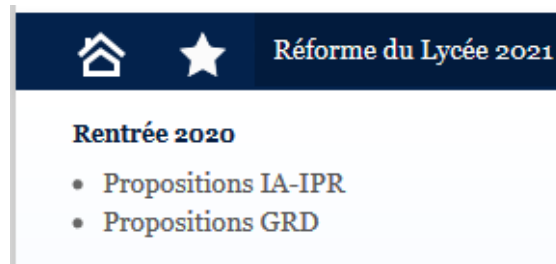 Réforme du Lycée 2021
Rentrée 2020
Propositions IA-IPR
Propositions GRD